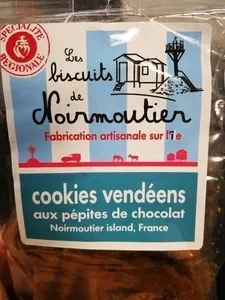 SPÉCIALITÉ
RÉGIONALE
Les
biscuits
de
Noirmoutier
Fabrication artisanale sur l'île
cookies vendéens
aux pépites de chocolat
Noirmoutier island, France